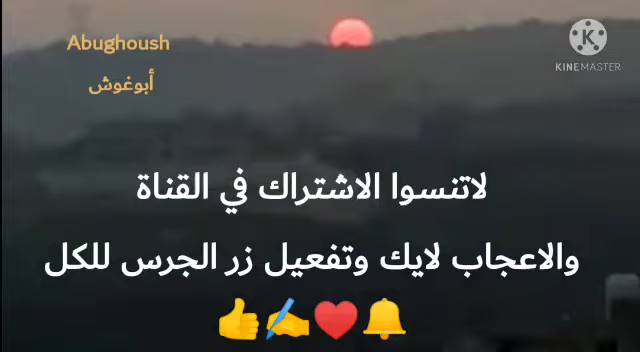 Abughoush
أبوغوش
KINEMASTER
لاتنسوا الاشتراك في القناة
والاعجاب لايك وتفعيل زر الجرس للكل
👍✍️❤️🔔